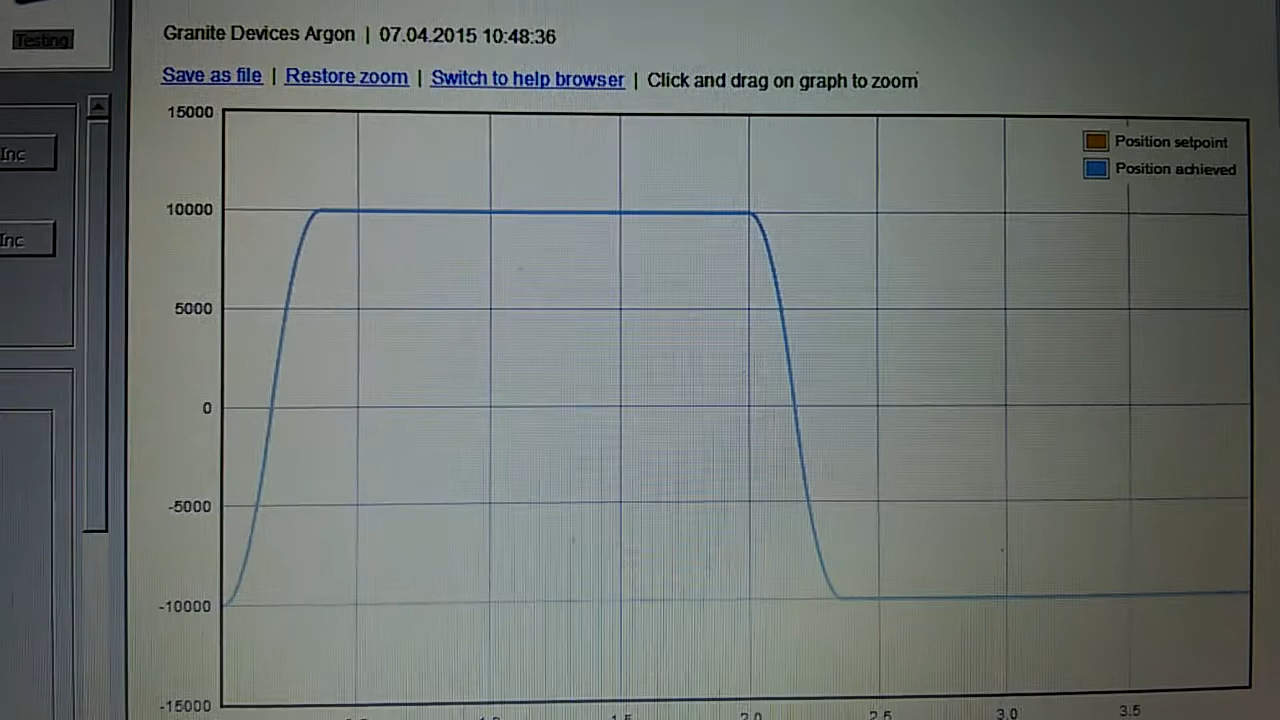 Testing
Granite Devices Argon | 07.04.2015 10:48:36
Save as file | Restore zoom | Switch to help browser | Click and drag on graph to zoom
Inc
Inc
Position setpoint
Position achieved
15000
10000
5000
0
-5000
-10000
-15000
2.0
2.5
3.0
3.5